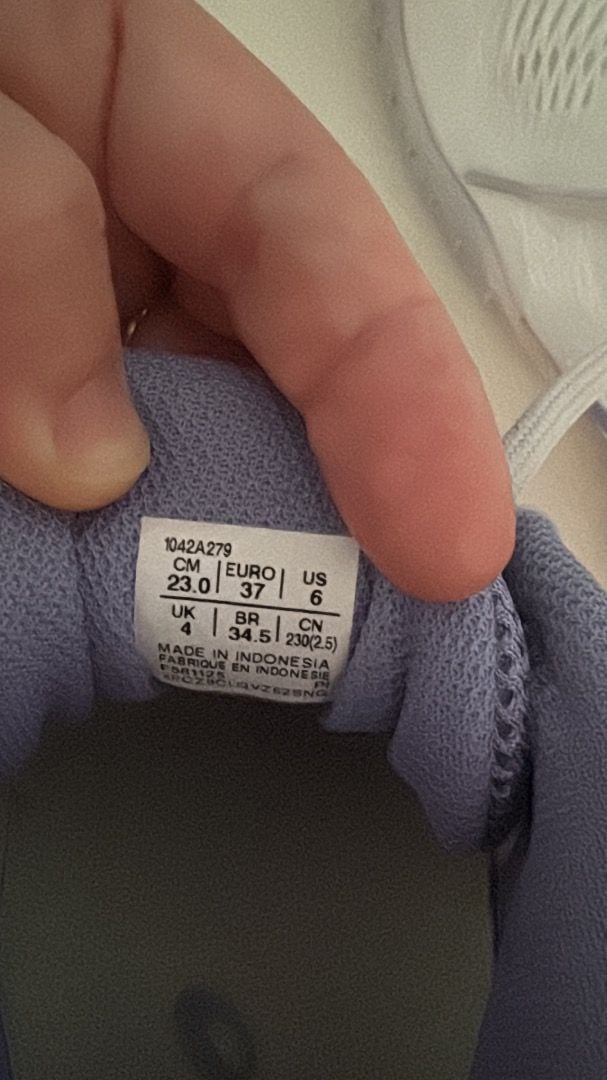 1042A279
CM EURO US
23.0 37 6
UK BR CN
4 34.5 230(2.5)
MADE IN INDONESIA
FABRIQUE EN INDONESIE